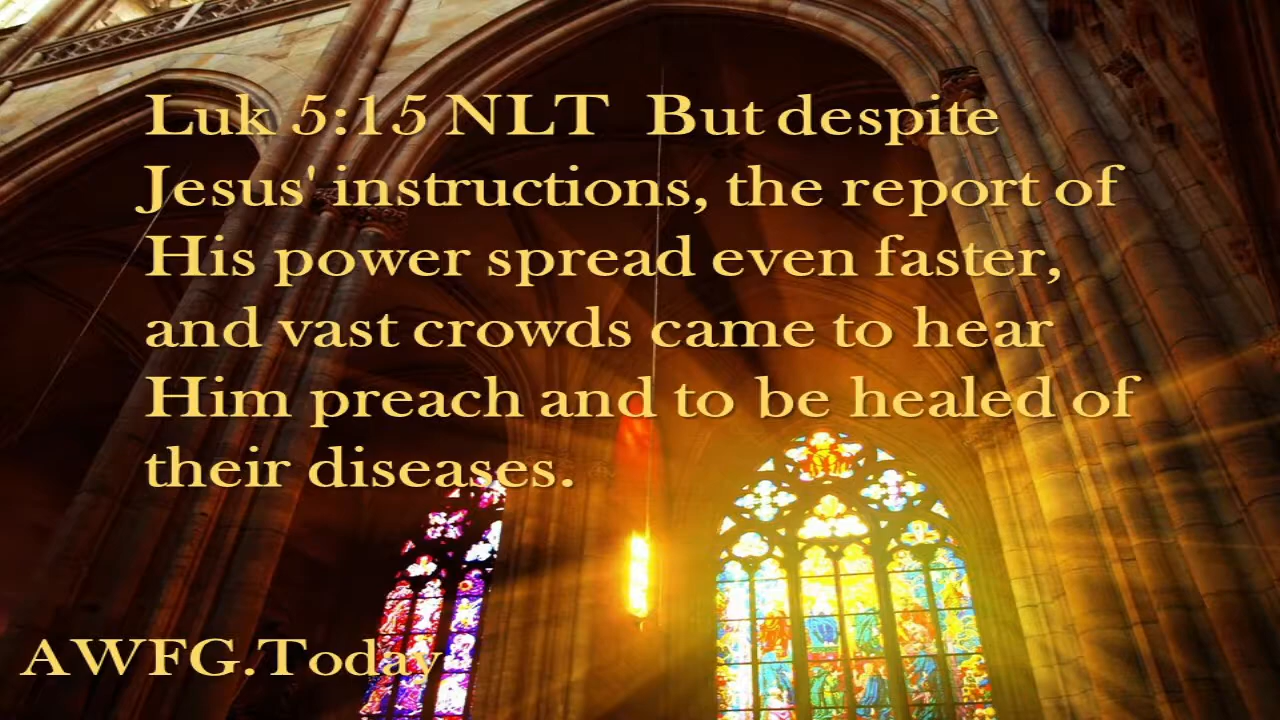 Luk 5:15 NLT  But despite
Jesus' instructions, the report of
His power spread even faster,
and vast crowds came to hear
Him preach and to be healed of
their diseases.
AWFG.Today